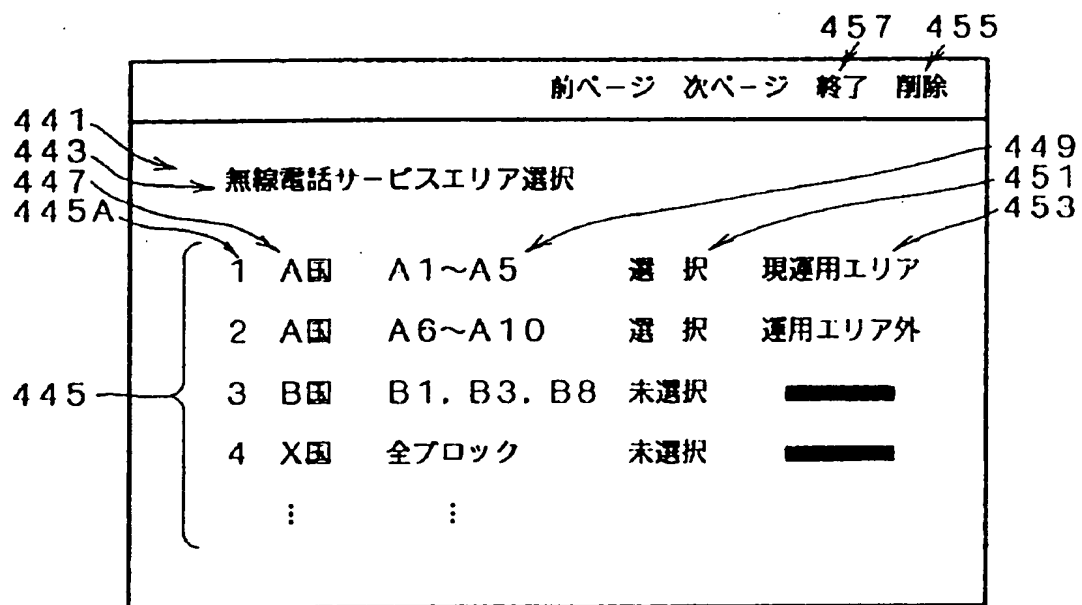 457 455
前ページ 次ページ 終了 削除
441
443
無線電話サービスエリア選択
449
447
451
445A
453
1 A国 A1〜A5 選 択 現運用エリア
2 A国 A6〜A10 選 択 運用エリア外
445
3 B国 B1. B3. B8 未選択
4 X国 全ブロック 未選択
⋮ ⋮